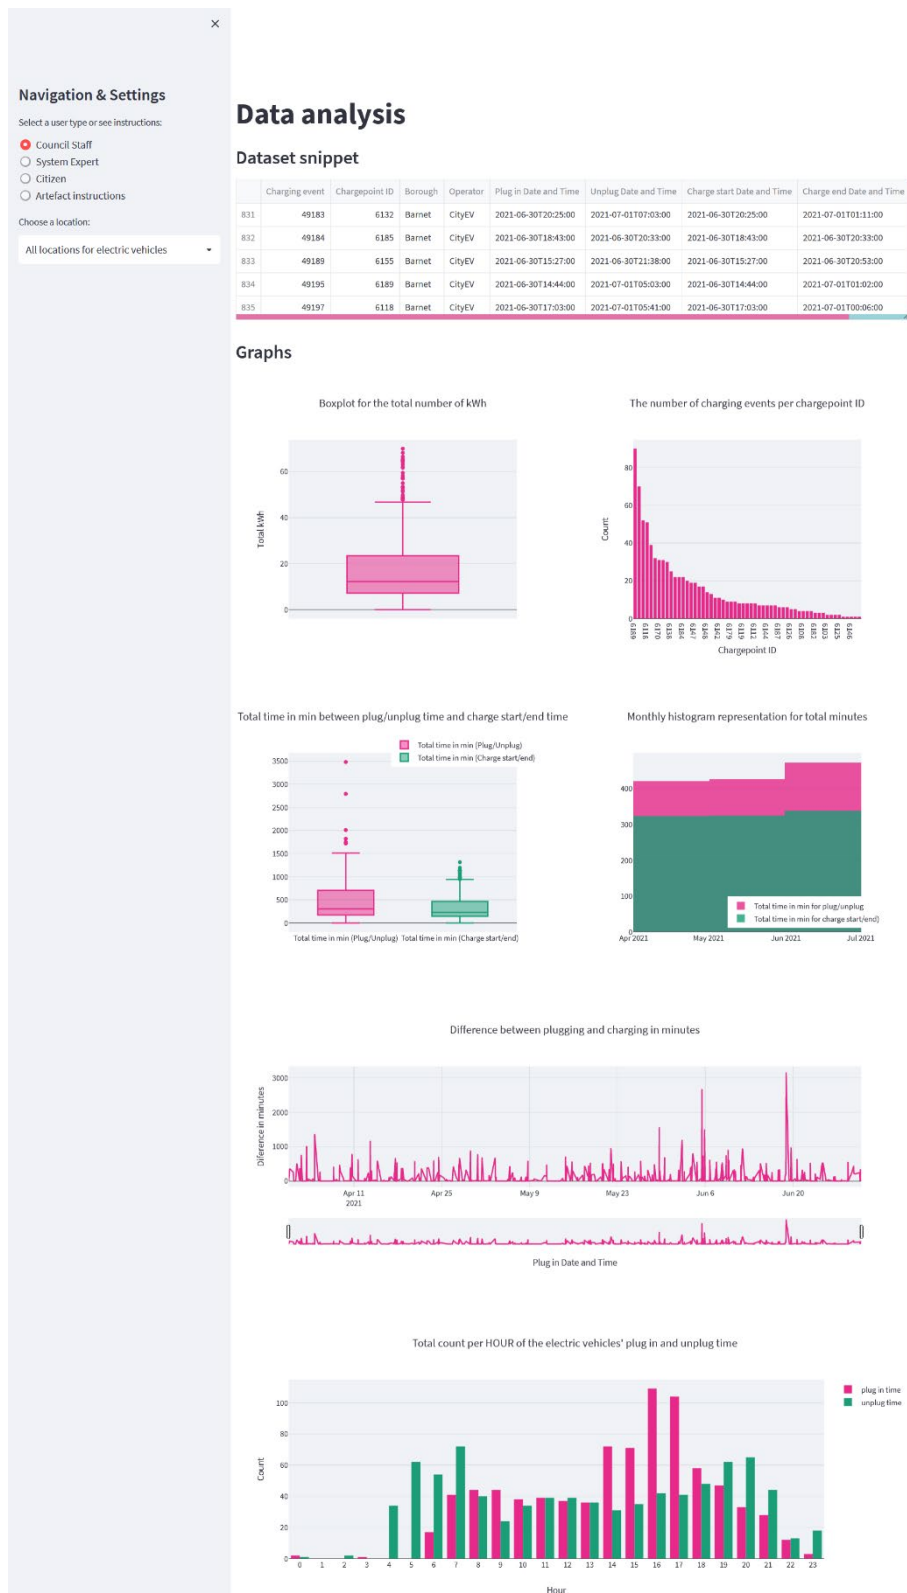 ×
Navigation & Settings
Select a user type or see instructions:
Council Staff
System Expert
Citizen
Artefact instructions
Choose a location:
All locations for electric vehicles
Data analysis
Dataset snippet
Charging event Chargepoint ID Borough Operator Plug in Date and Time Unplug Date and Time Charge start Date and Time Charge end Date and Time
831 49183 6132 Barnet CityEV 2021-06-30T20:25:00 2021-07-01T07:03:00 2021-06-30T20:25:00 2021-07-01T01:11:00
832 49184 6185 Barnet CityEV 2021-06-30T18:43:00 2021-06-30T20:33:00 2021-06-30T18:43:00 2021-06-30T20:33:00
833 49189 6155 Barnet CityEV 2021-06-30T15:27:00 2021-06-30T21:38:00 2021-06-30T15:27:00 2021-06-30T20:53:00
834 49195 6189 Barnet CityEV 2021-06-30T14:44:00 2021-07-01T05:03:00 2021-06-30T14:44:00 2021-07-01T01:02:00
835 49197 6118 Barnet CityEV 2021-06-30T17:03:00 2021-07-01T05:41:00 2021-06-30T17:03:00 2021-07-01T00:06:00
Graphs
Boxplot for the total number of kWh
Total kWh
60
40
20
0
The number of charging events per chargepoint ID
Count
80
60
40
20
0
6189 6118 6170 6138 6184 6147 6148 6142 6179 6119 6112 6144 6187 6126 6108 6182 6103 6125 6146
Chargepoint ID
Total time in min between plug/unplug time and charge start/end time
Total time in min (Plug/Unplug)
Total time in min (Charge start/end)
3500
3000
2500
2000
1500
1000
500
0
Total time in min (Plug/Unplug) Total time in min (Charge start/end)
Monthly histogram representation for total minutes
400
300
200
100
0
Total time in min for plug/unplug
Total time in min for charge start/end)
Apr 2021 May 2021 Jun 2021 Jul 2021
Difference between plugging and charging in minutes
Diference in minutes
3000
2000
1000
0
Apr 11 Apr 25 May 9 May 23 Jun 6 Jun 20
2021
Plug in Date and Time
Total count per HOUR of the electric vehicles' plug in and unplug time
plug in time
unplug time
Count
100
80
60
40
20
0
0 1 2 3 4 5 6 7 8 9 10 11 12 13 14 15 16 17 18 19 20 21 22 23
Hour